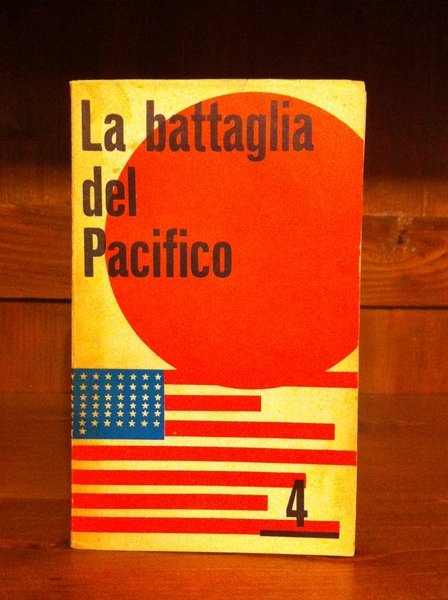 La battaglia
del
Pacifico
4